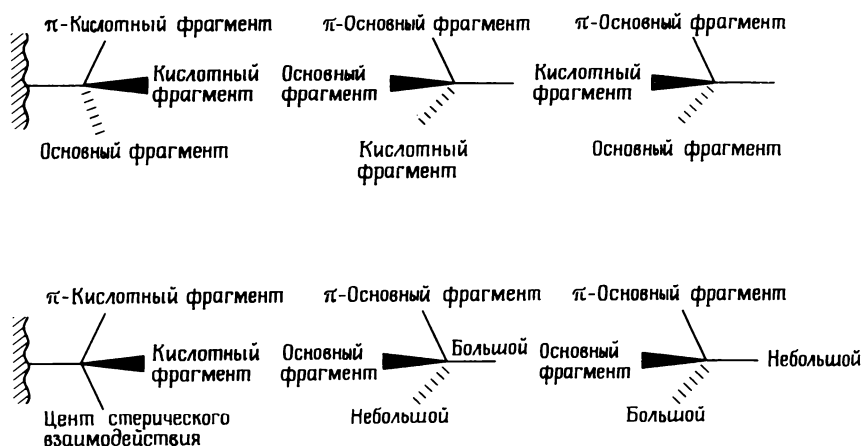 π-Кислотный фрагмент
π-Основный фрагмент
π-Основный фрагмент
Кислотный
фрагмент
Основный
фрагмент
Кислотный
фрагмент
Основный фрагмент
Кислотный
фрагмент
Основный фрагмент
π-Кислотный фрагмент
π-Основный фрагмент
π-Основный фрагмент
Кислотный
фрагмент
Основный
фрагмент
Большой
Основный
фрагмент
Небольшой
Цент стерического
взаимодействия
Небольшой
Большой